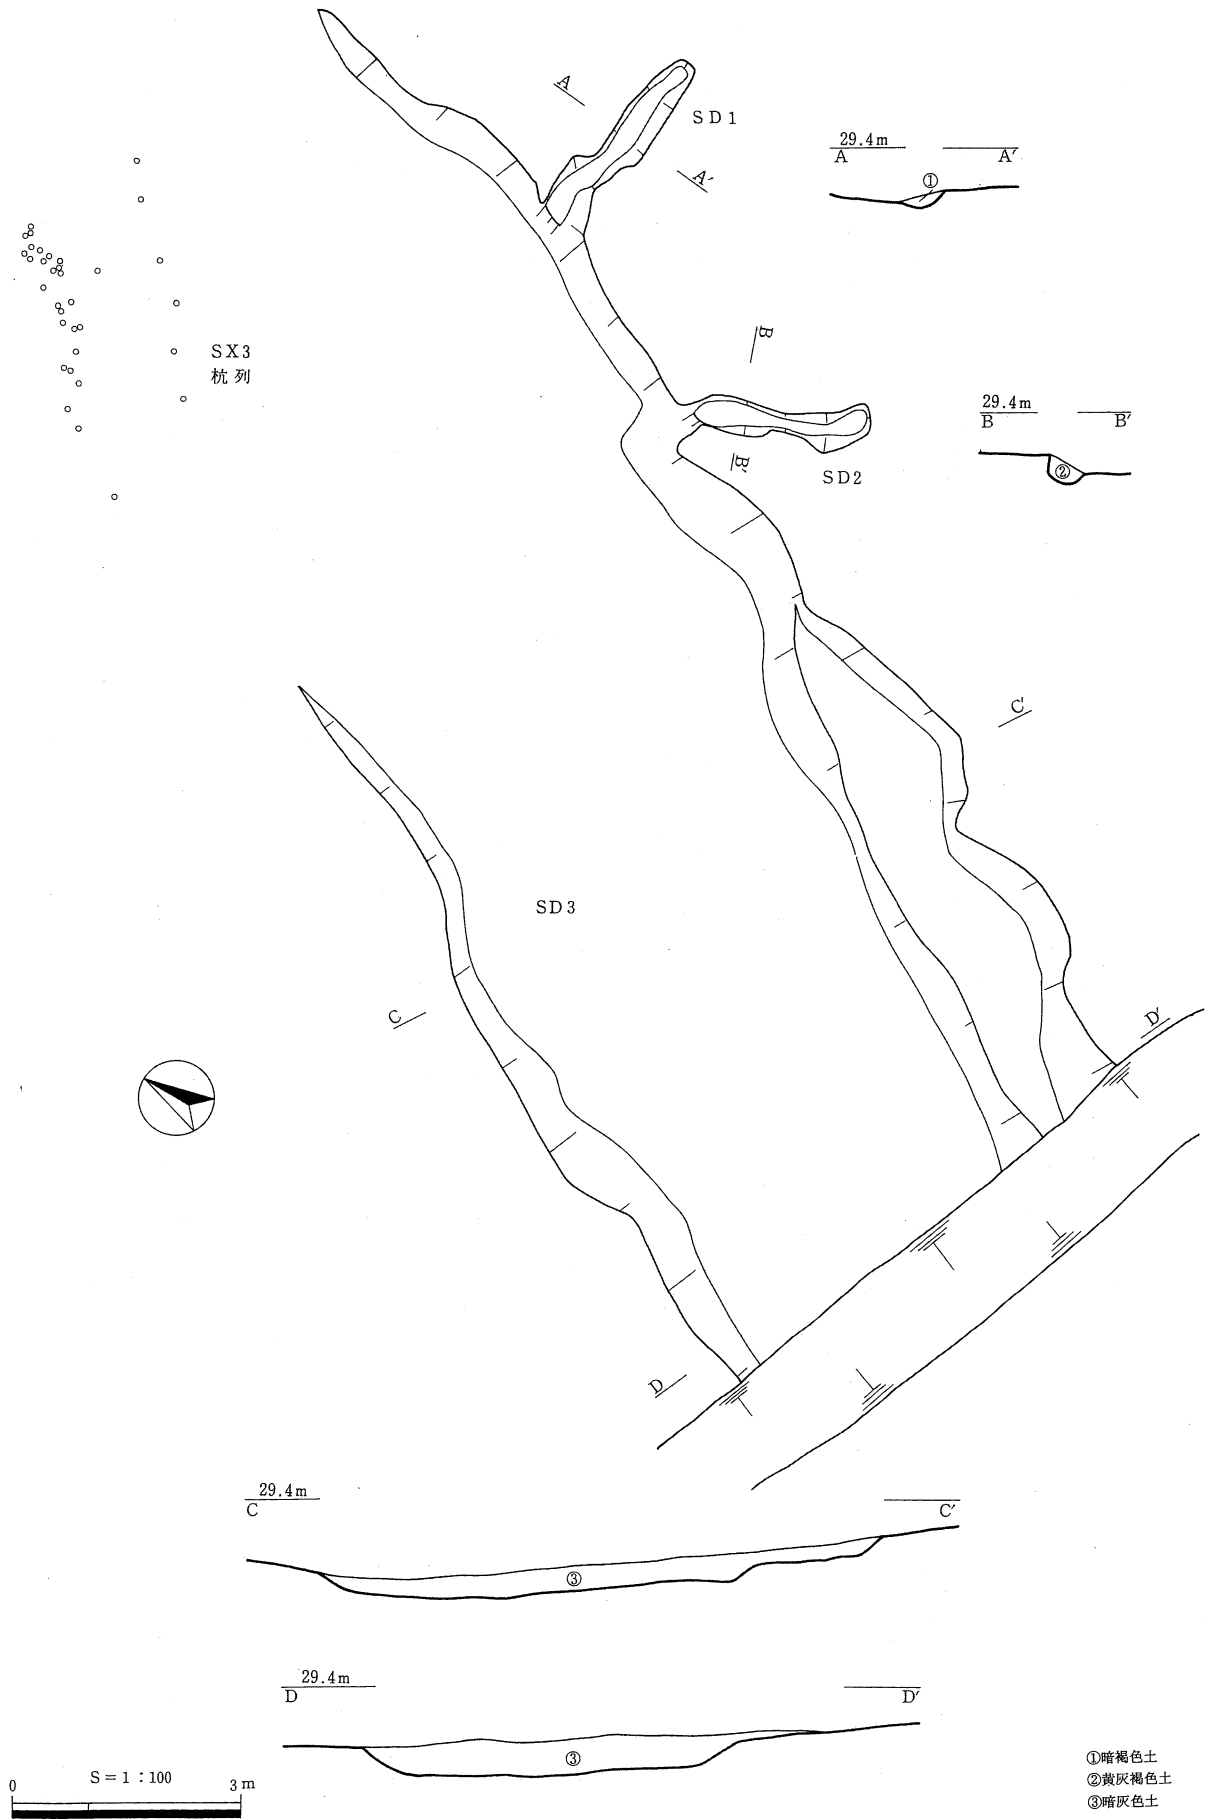 A
SD1
A′
29.4m
A A′
①
SX3
杭列
B
B′
SD2
29.4m
B B′
②
C′
SD3
C
D′
D
29.4m
C C′
③
29.4m
D D′
③
0 S=1:100 3m
①暗褐色土
②黄灰褐色土
③暗灰色土